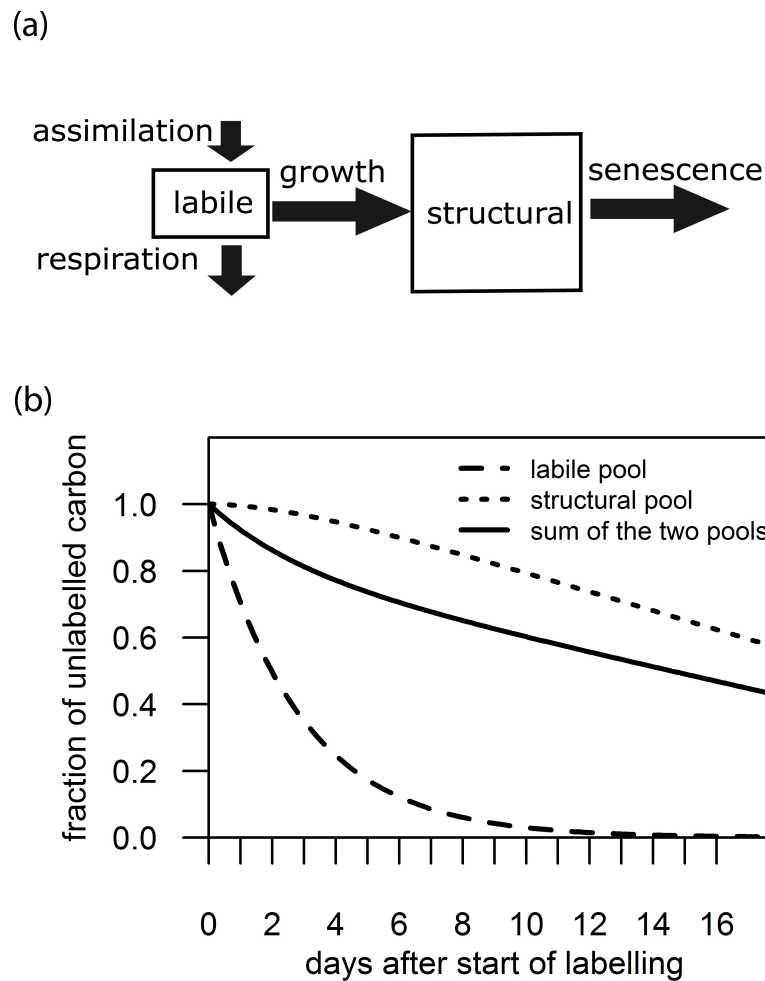 (a)
assimilation
growth
senescence
labile
structural
respiration
(b)
fraction of unlabelled carbon
labile pool
structural pool
sum of the two pools
1.0
0.8
0.6
0.4
0.2
0.0
0 2 4 6 8 10 12 14 16
days after start of labelling